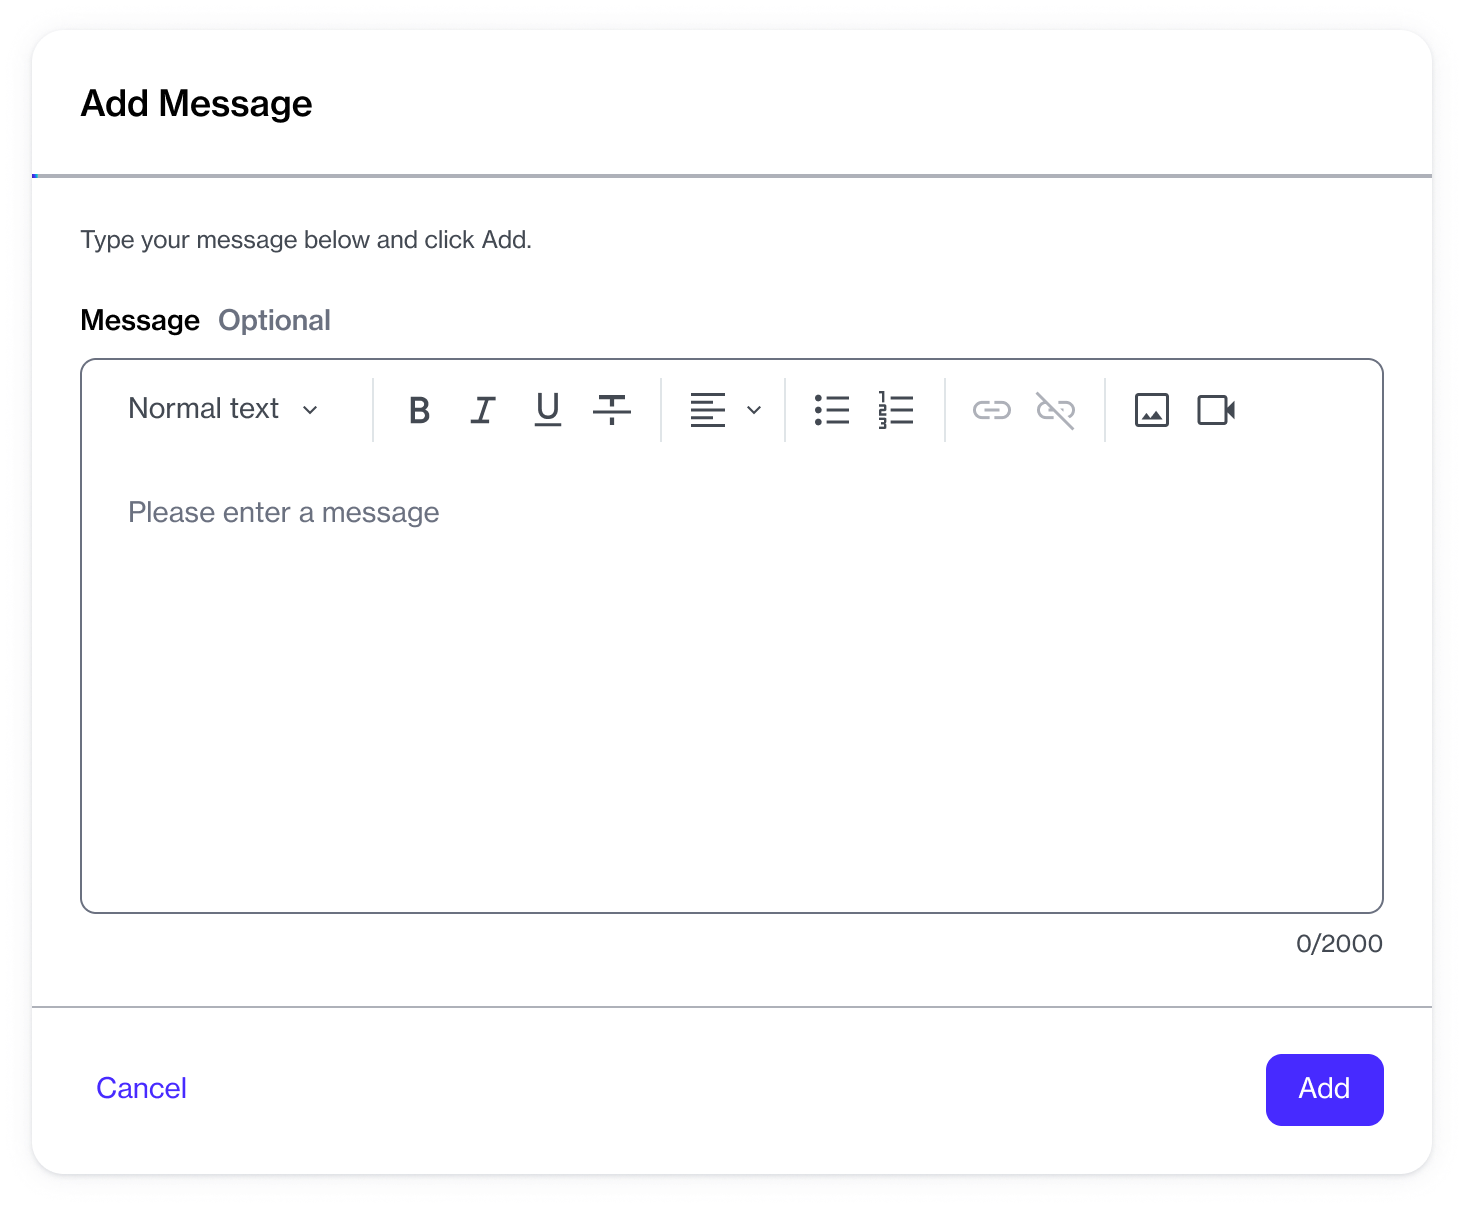 Add Message
Type your message below and click Add.
Message Optional
Normal text
Please enter a message
0/2000
Cancel
Add